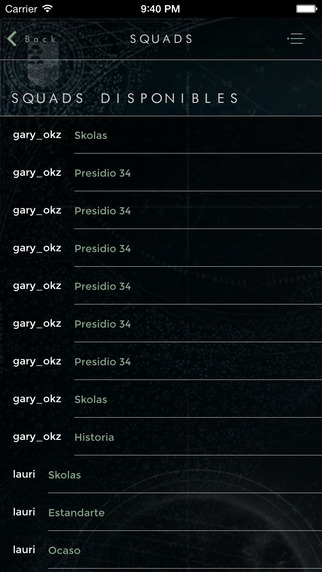 Carrier 9:40 PM
Back SQUADS
SQUADS DISPONIBLES
gary_okz Skolas
gary_okz Presidio 34
gary_okz Presidio 34
gary_okz Presidio 34
gary_okz Presidio 34
gary_okz Presidio 34
gary_okz Presidio 34
gary_okz Skolas
gary_okz Historia
lauri Skolas
lauri Estandarte
lauri Ocaso